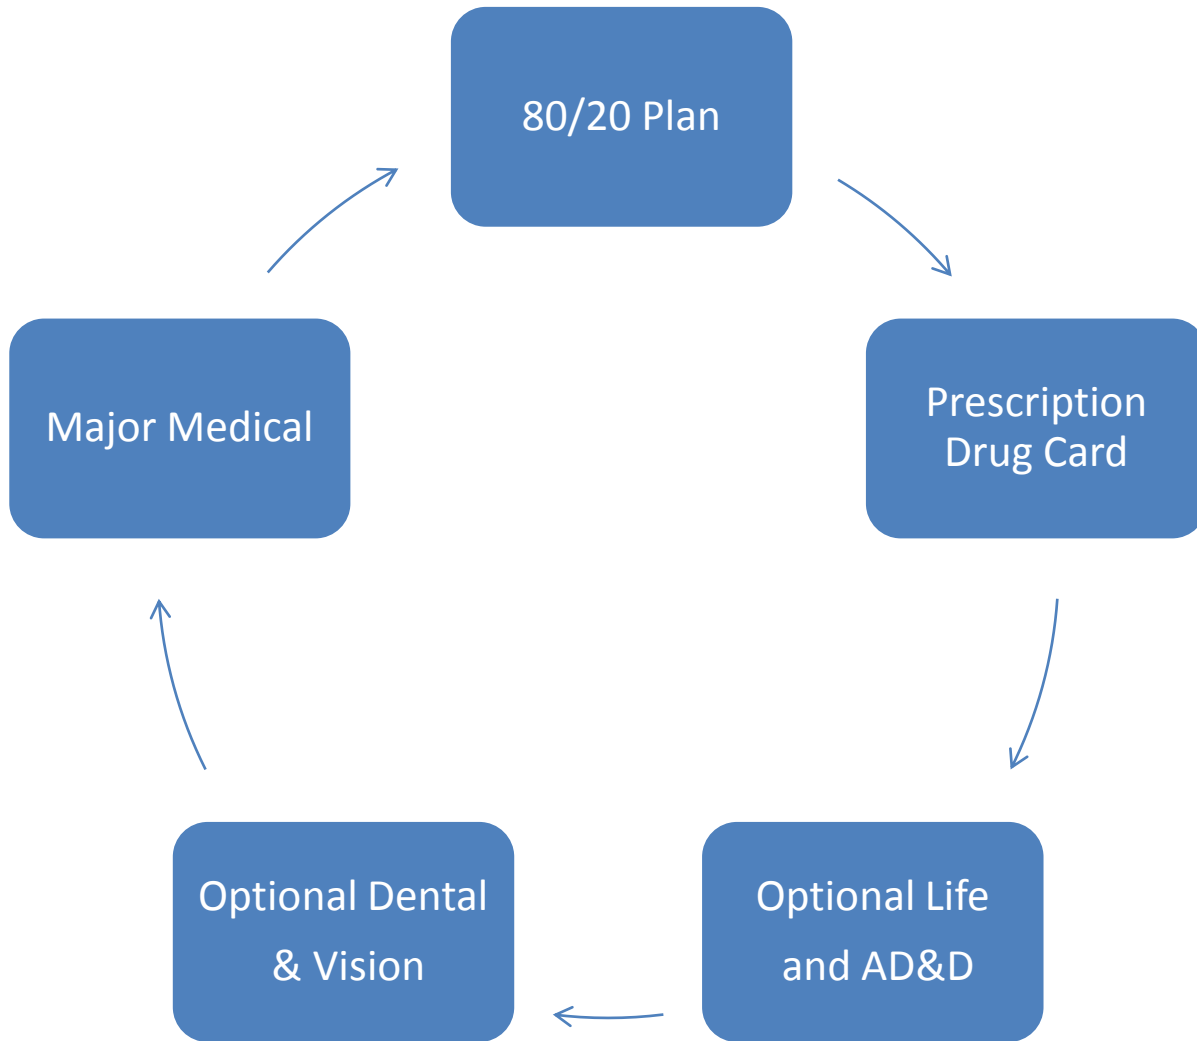 80/20 Plan
Prescription
Drug Card
Optional Life
and AD&D
Optional Dental
& Vision
Major Medical